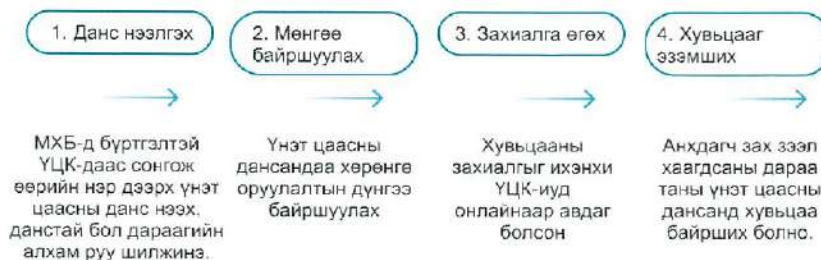 1. Данс нээлгэх
2. Мөнгөө
байршуулах
3. Захиалга өгөх
4. Хувьцааг
эзэмших
МХБ-д бүртгэлтэй
ҮЦК-даас сонгож
өөрийн нэр дээрх үнэт
цаасны данс нээх,
данстай бол дараагийн
алхам руу шилжинэ.
Үнэт цаасны
дансандаа хөрөнгө
оруулалтын дүнгээ
байршуулах
Хувьцааны
захиалгыг ихэнхи
ҮЦК-иуд
онлайнаар авдаг
болсон
Анхдагч зах зээл
хаагдсаны дараа
таны үнэт цаасны
дансанд хувьцаа
байрших болно.